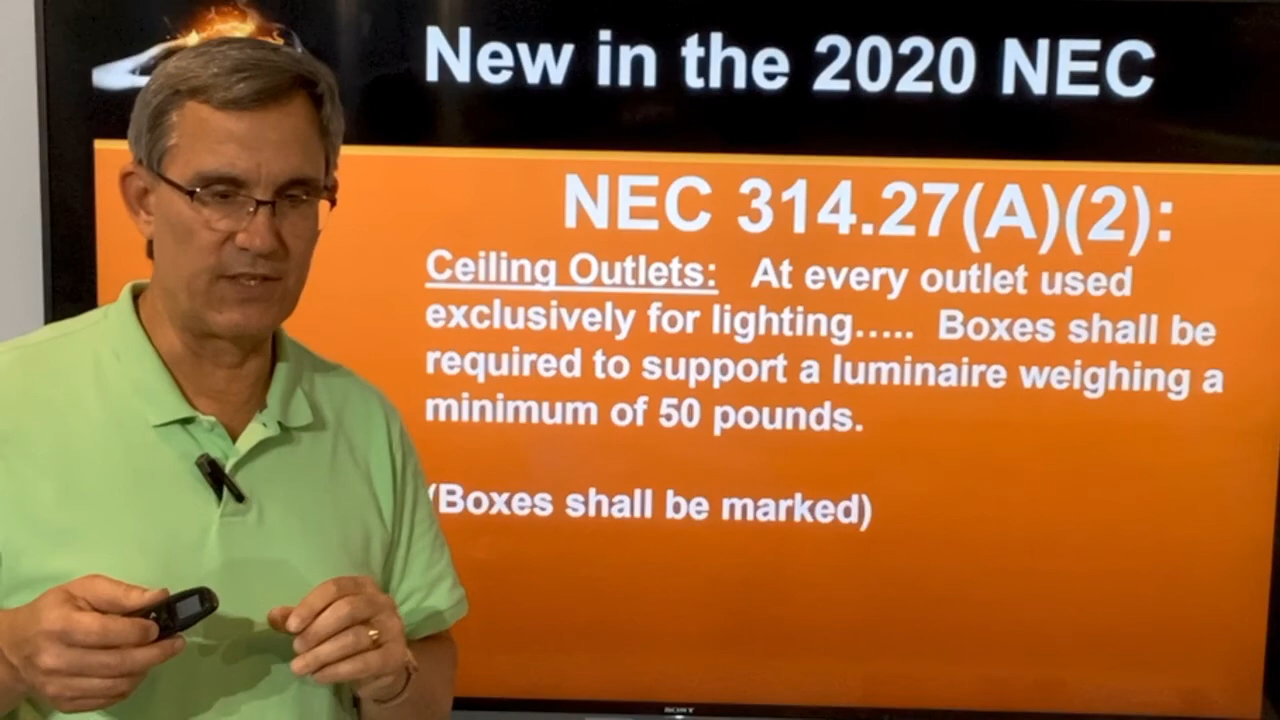 New in the 2020 NEC
NEC 314.27(A)(2):
Ceiling Outlets: At every outlet used
exclusively for lighting..... Boxes shall be
required to support a luminaire weighing a
minimum of 50 pounds.
(Boxes shall be marked)
SONY